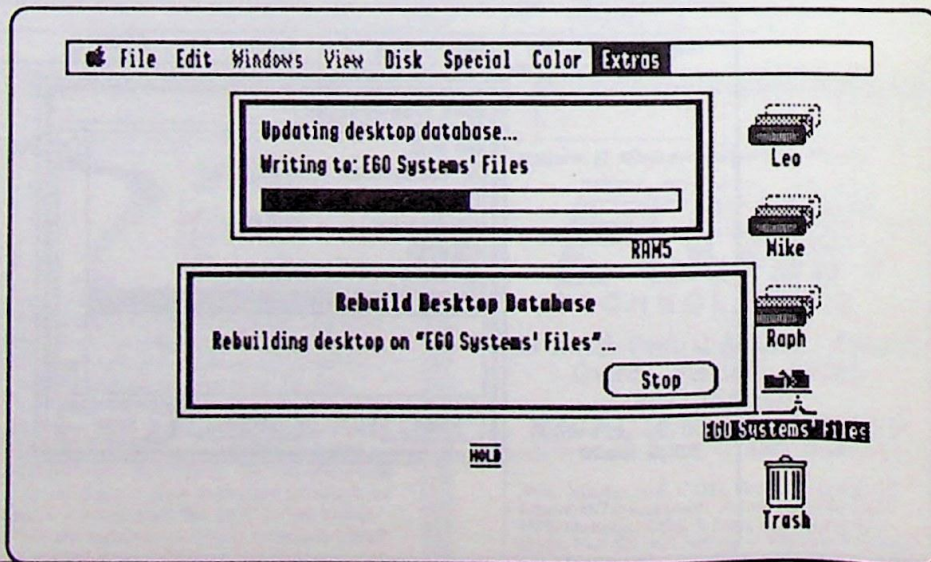 File Edit Windows View Disk Special Color Extras
Updating desktop database...
Writing to: EGO Systems' Files
RAM5
Rebuild Desktop Database
Rebuilding desktop on "EGO Systems' Files"...
Stop
HOLD
Leo
Mike
Raph
EGO Systems' Files
Trash